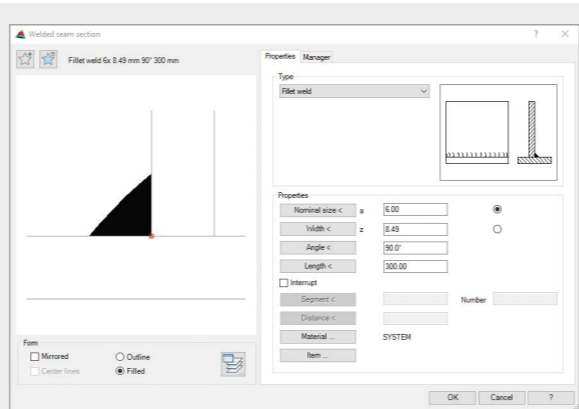 Welded seam section
? ×
Fillet weld 6x 8.49 mm 90° 300 mm
Properties Manager
Type
Fillet weld
Properties
Nominal size < a 6.00
Width < z 8.49
Angle < 90.0°
Length < 300.00
Interrupt
Segment < Number
Distance <
Material ... SYSTEM
Item ...
Form
Mirrored Outline
Center lines Filled
OK Cancel ?